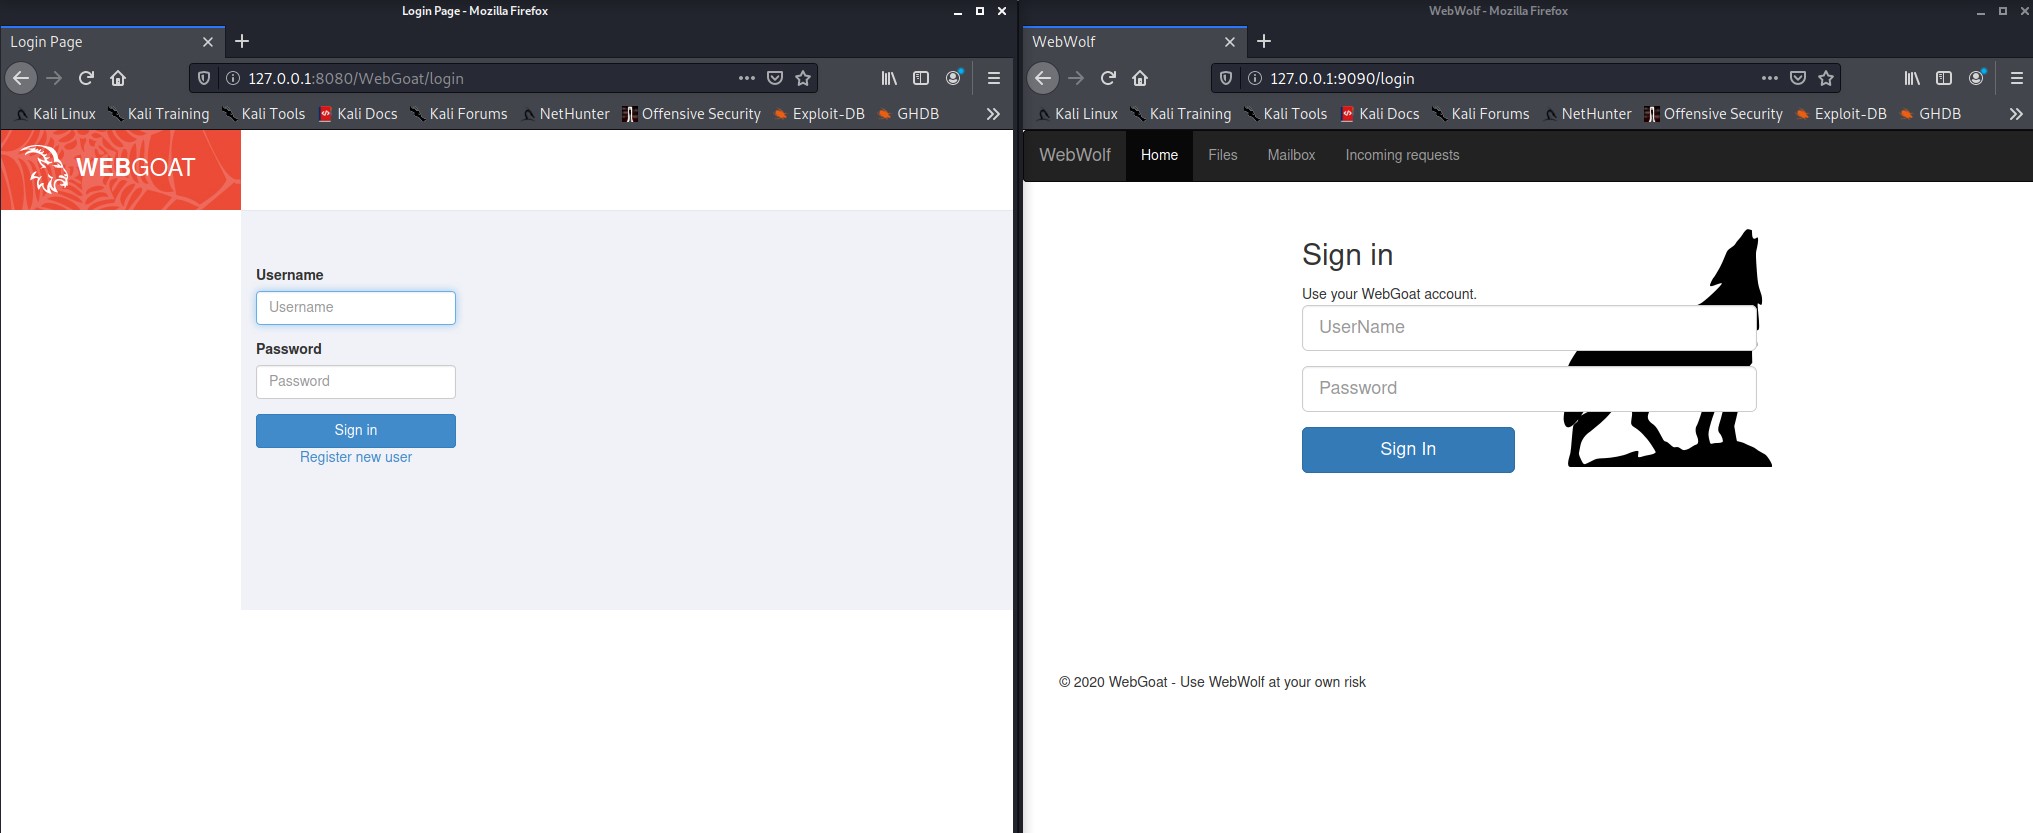 Login Page - Mozilla Firefox
Login Page
127.0.0.1:8080/WebGoat/login
Kali Linux Kali Training Kali Tools Kali Docs Kali Forums NetHunter Offensive Security Exploit-DB GHDB
WEBGOAT
Username
Username
Password
Password
Sign in
Register new user
WebWolf - Mozilla Firefox
WebWolf
127.0.0.1:9090/login
Kali Linux Kali Training Kali Tools Kali Docs Kali Forums NetHunter Offensive Security Exploit-DB GHDB
WebWolf Home Files Mailbox Incoming requests
Sign in
Use your WebGoat account.
UserName
Password
Sign In
© 2020 WebGoat - Use WebWolf at your own risk